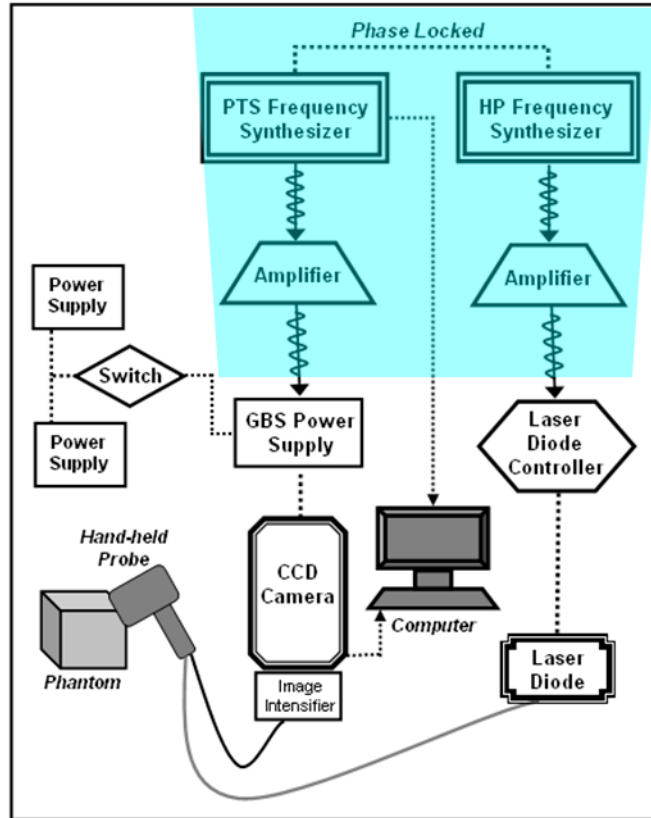 Phase Locked
PTS Frequency
Synthesizer
HP Frequency
Synthesizer
Amplifier
Amplifier
Power
Supply
Switch
Power
Supply
GBS Power
Supply
Laser
Diode
Controller
Hand-held
Probe
CCD
Camera
Computer
Phantom
Image
Intensifier
Laser
Diode